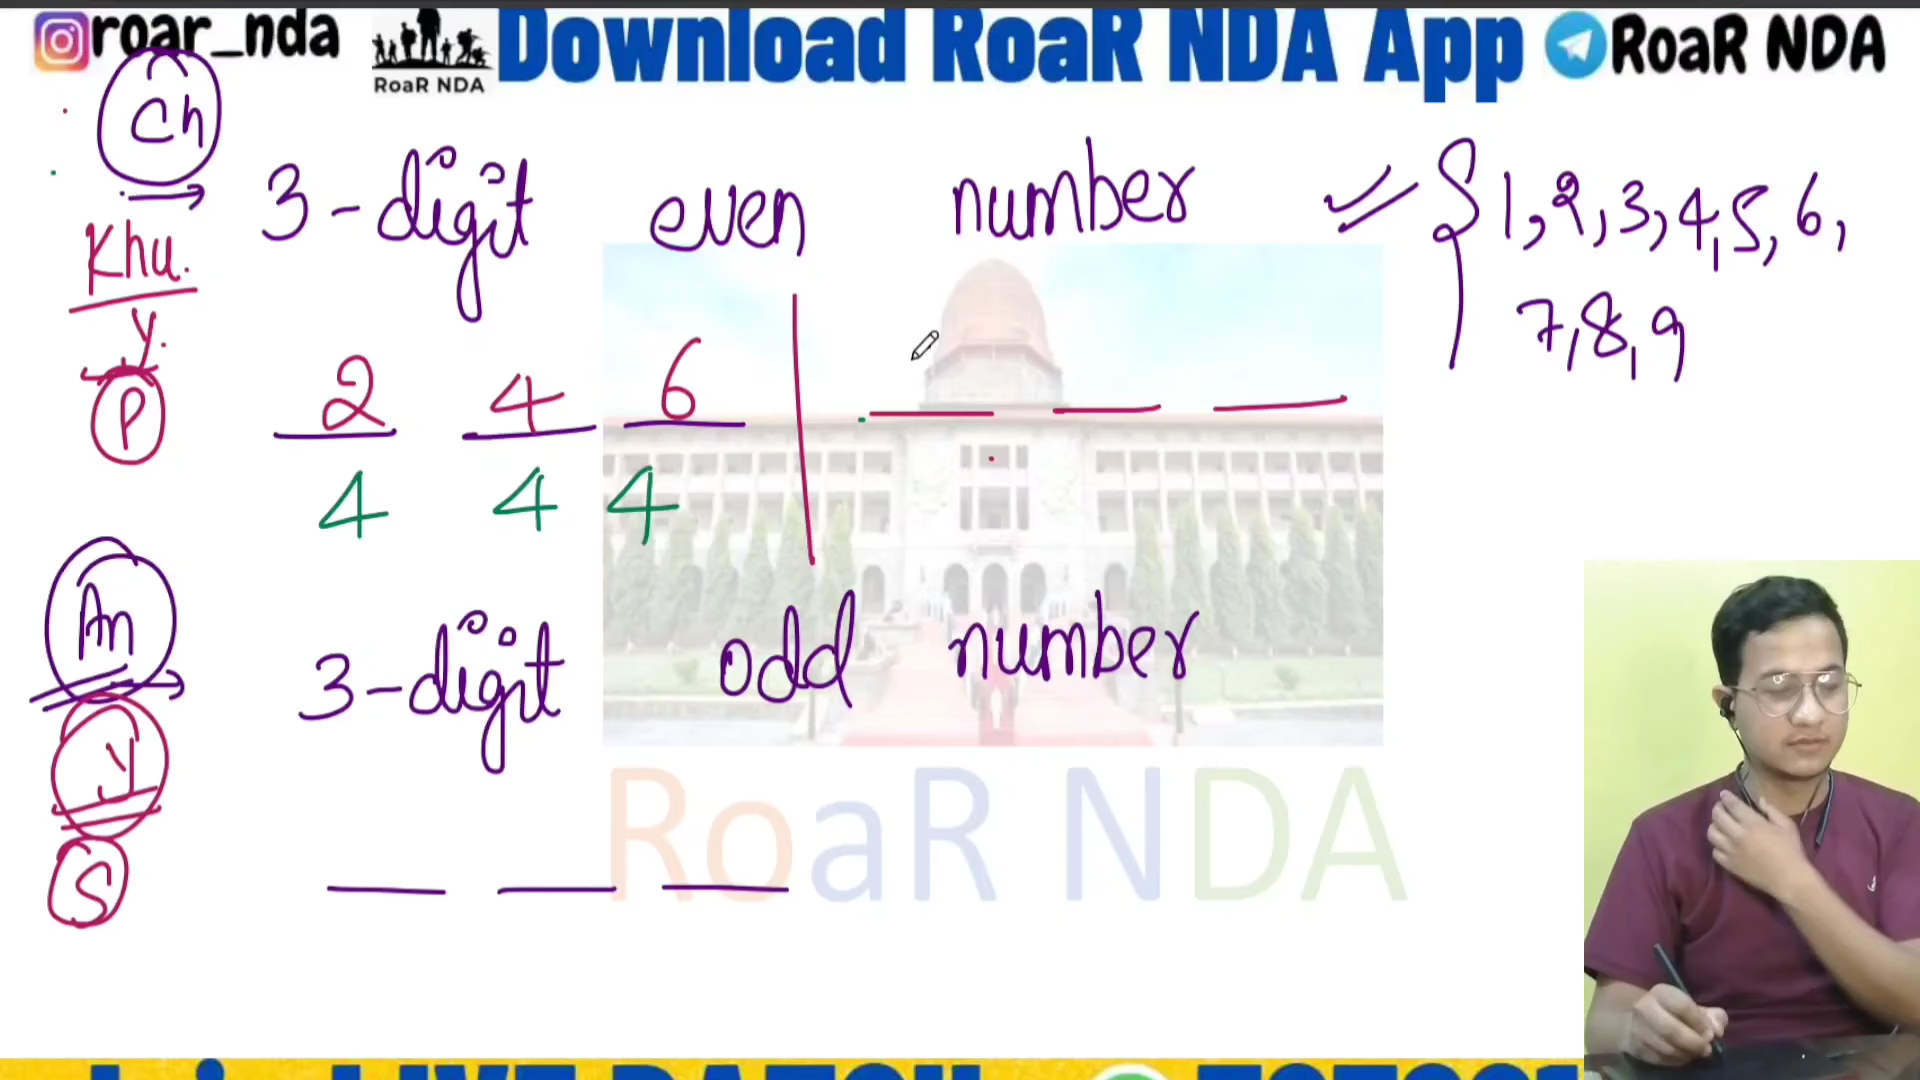 roar_nda RoaR NDA Download RoaR NDA App RoaR NDA
Ch
3-digit even number {1, 2, 3, 4, 5, 6,
7, 8, 9
Khu.
y.
P
2 4 6
4 4 4
An
3-digit odd number
y
S
RoaR NDA